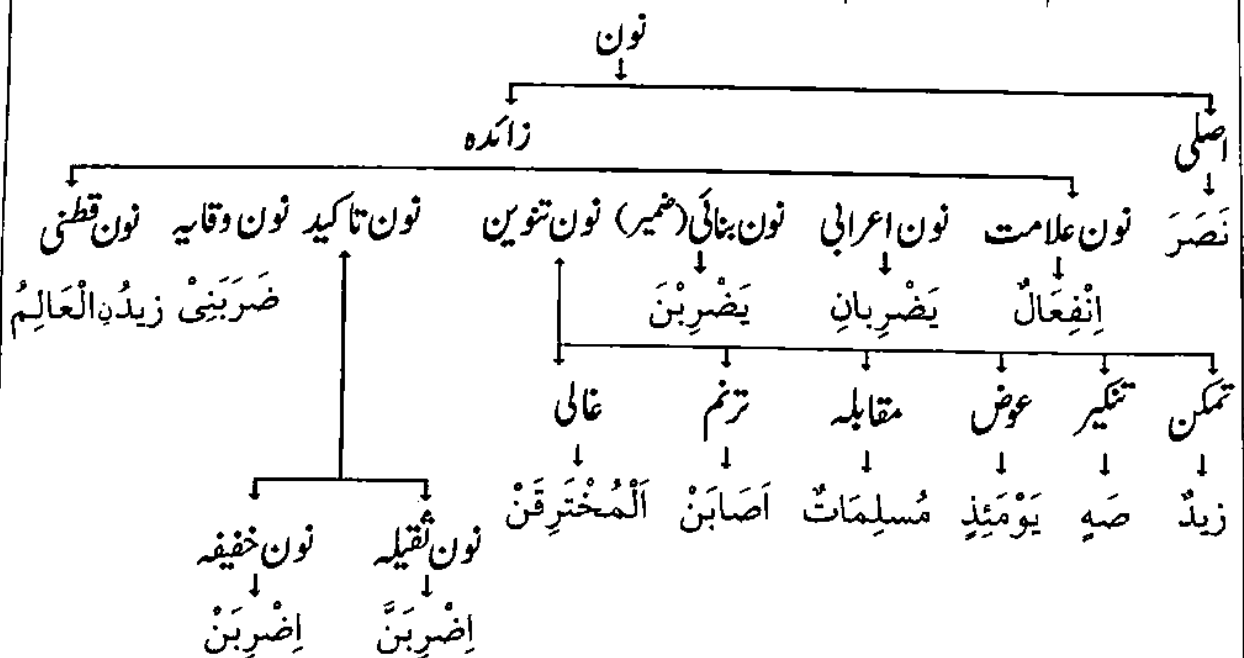 نون
اصلی زائدہ
نَصَرَ نون علامت نون اعرابی نون بنائی (ضمیر) نون تنوین نون تاکید نون وقایہ نون قطنی
اِنْفِعَالٌ یَضْرِبانِ یَضْرِبْنَ ضَرَبَنِیْ زیدُنِ الْعَالِمُ
تمکن تنکیر عوض مقابلہ ترنم غالی
زیدٌ صَہٍ یَوْمَئِذٍ مُسلِمَاتٌ اَصَابَنْ اَلْمُخْتَرِقَنْ
نون ثقیلہ نون خفیفہ
اِضْرِبَنَّ اِضْرِبَنْ